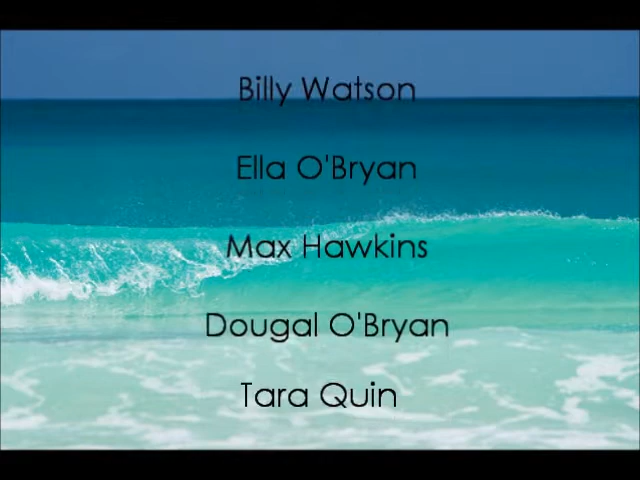 Billy Watson
Ella O'Bryan
Max Hawkins
Dougal O'Bryan
Tara Quin